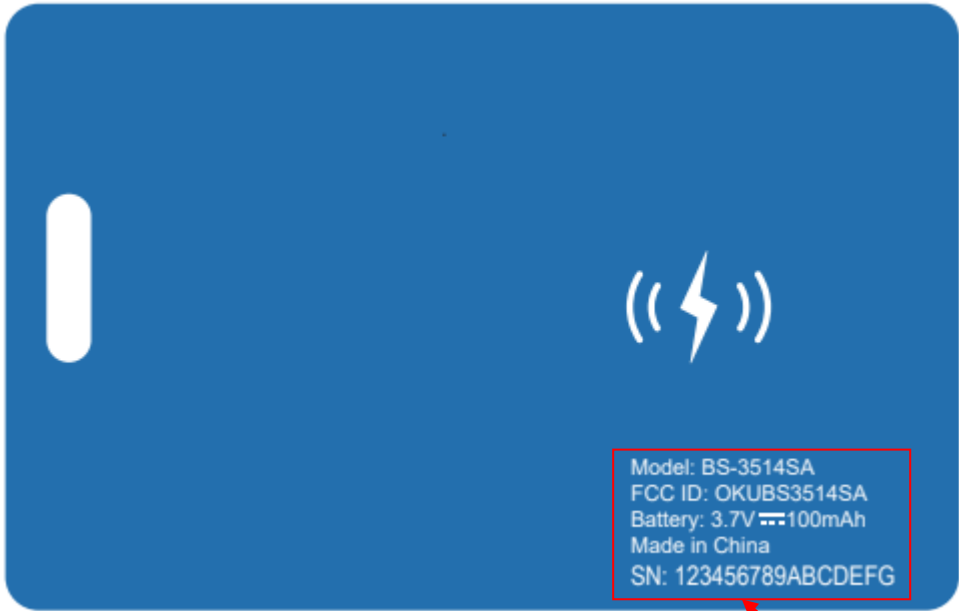 Model: BS-3514SA
FCC ID: OKUBS3514SA
Battery: 3.7V ⎓100mAh
Made in China
SN: 123456789ABCDEFG